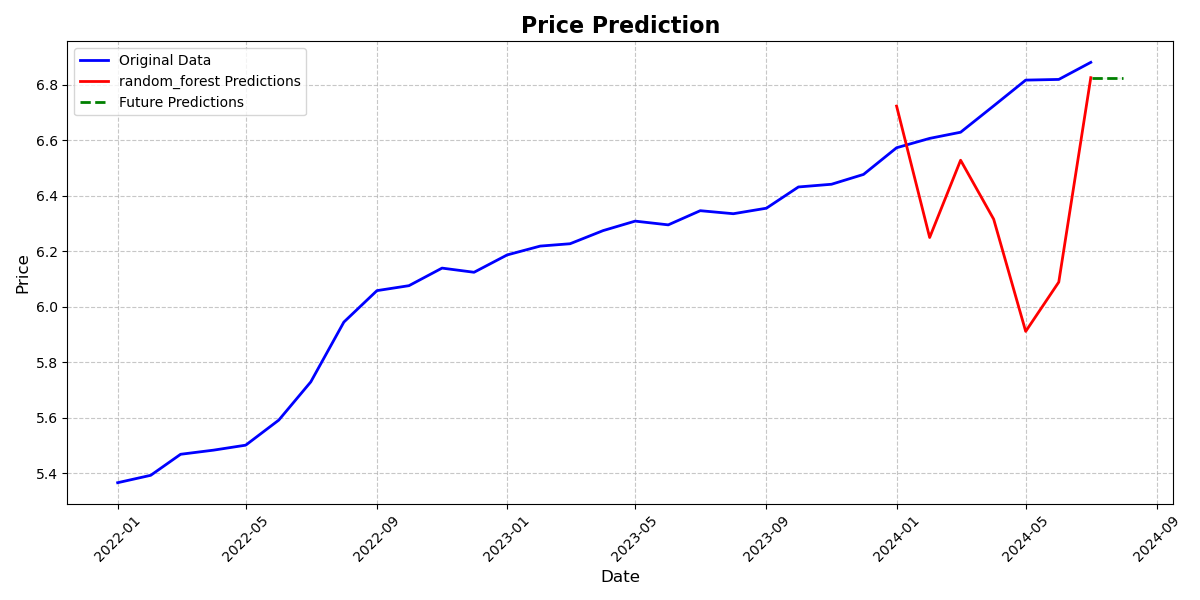 Price Prediction
Original Data
random_forest Predictions
Future Predictions
Price
6.8
6.6
6.4
6.2
6.0
5.8
5.6
5.4
2022-01
2022-05
2022-09
2023-01
2023-05
2023-09
2024-01
2024-05
2024-09
Date